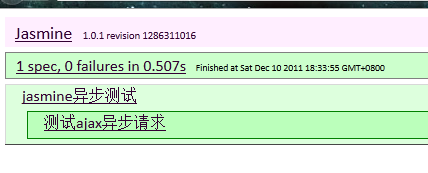 Jasmine 1.0.1 revision 1286311016
1 spec, 0 failures in 0.507s Finished at Sat Dec 10 2011 18:33:55 GMT+0800
jasmine异步测试
测试ajax异步请求